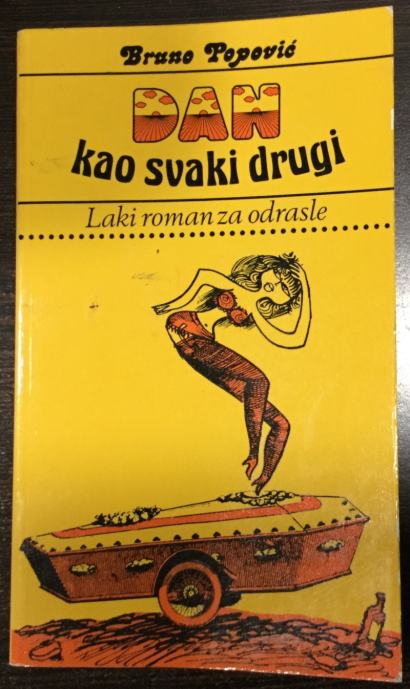 Bruno Popović
DAN
kao svaki drugi
Laki roman za odrasle